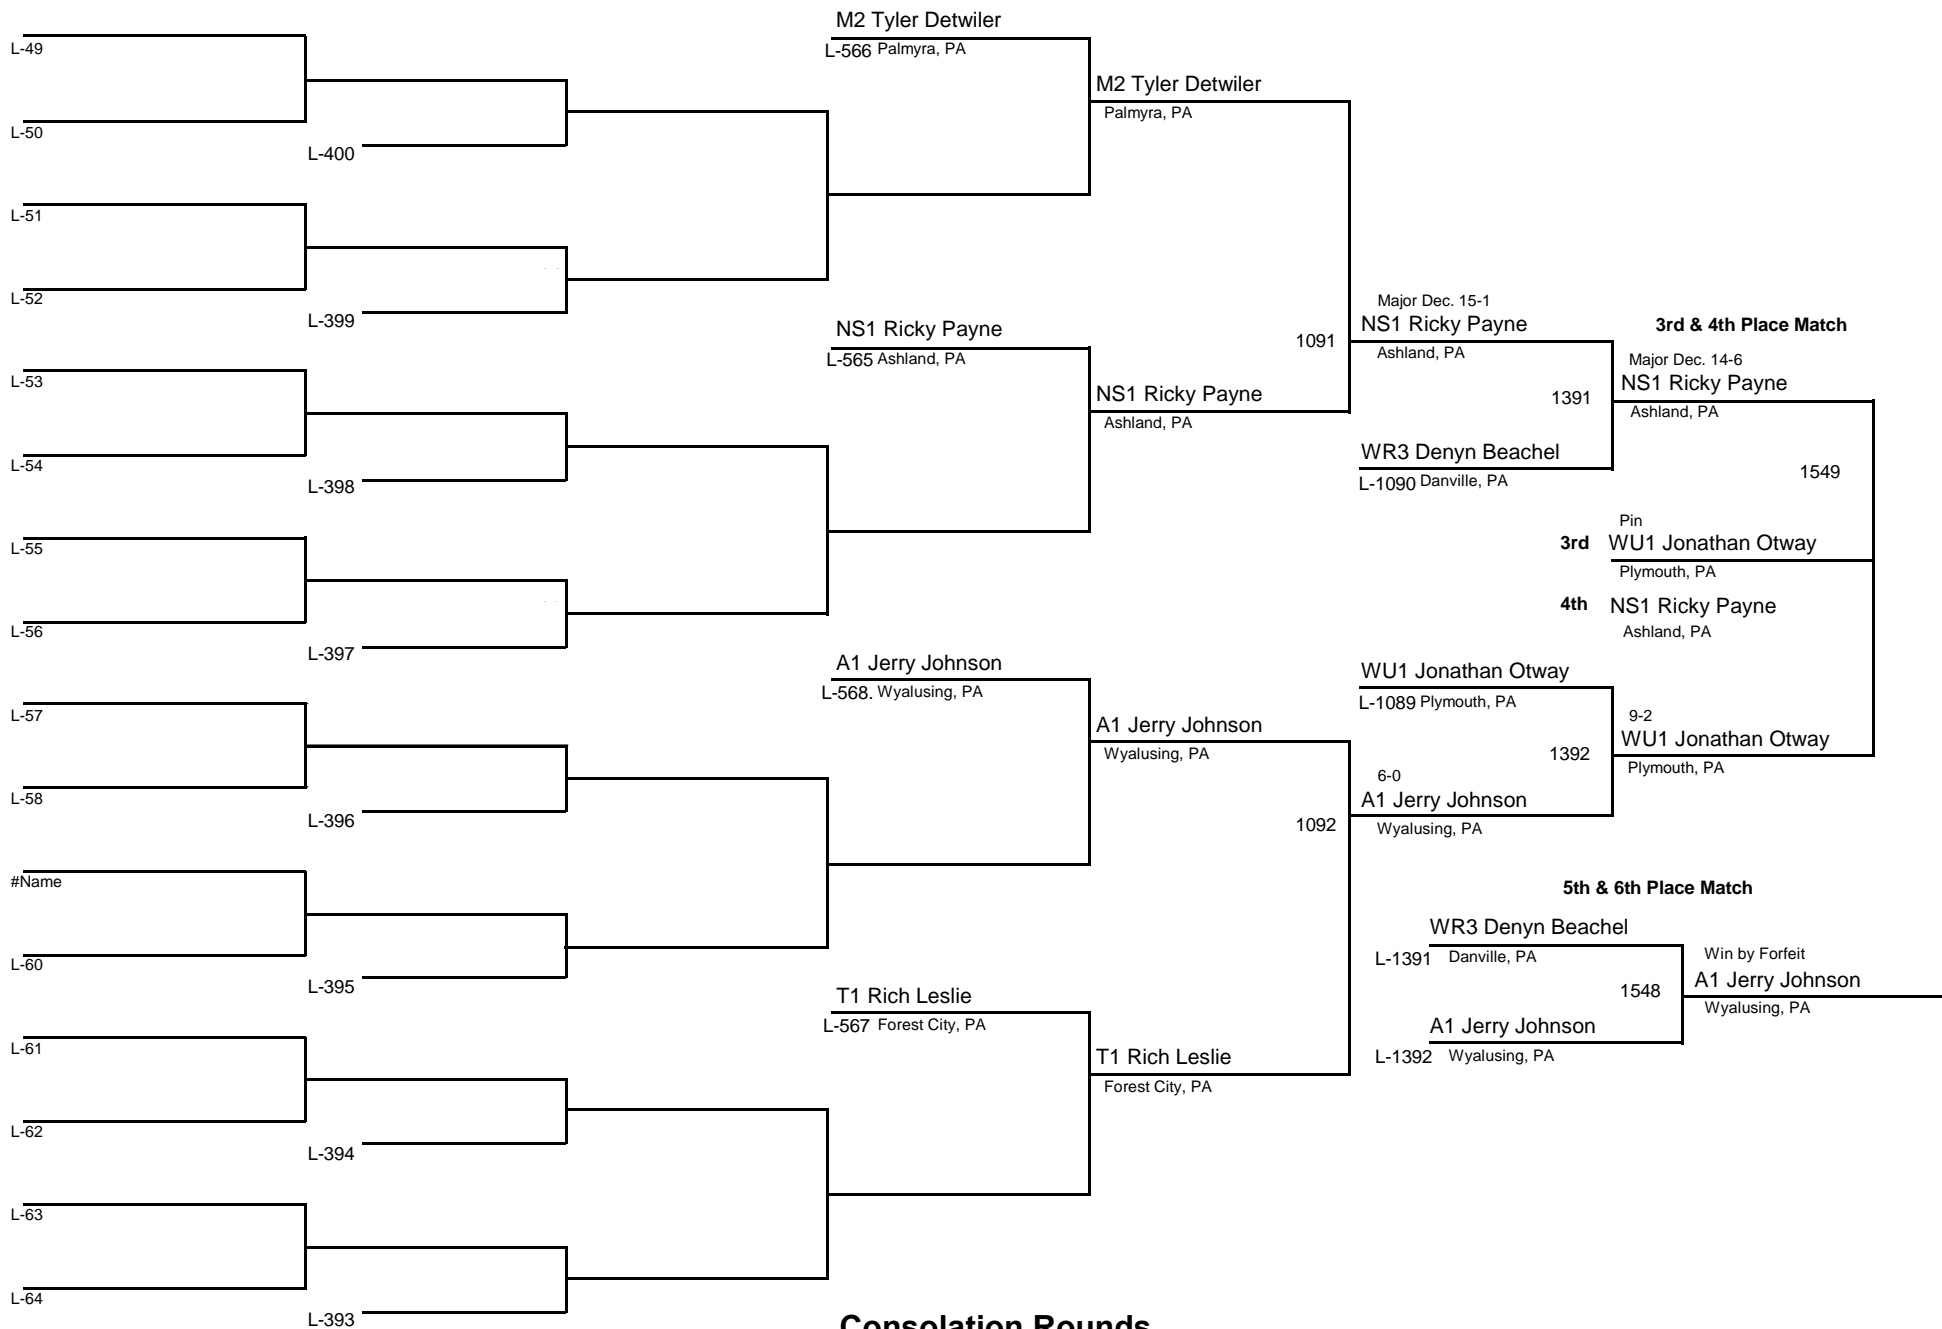 L-49
L-50
L-400
L-51
L-52
L-399
L-53
L-54
L-398
L-55
L-56
L-397
L-57
L-58
L-396
#Name
L-60
L-395
L-61
L-62
L-394
L-63
L-64
L-393
M2 Tyler Detwiler
L-566 Palmyra, PA
NS1 Ricky Payne
L-565 Ashland, PA
A1 Jerry Johnson
L-568. Wyalusing, PA
T1 Rich Leslie
L-567 Forest City, PA
M2 Tyler Detwiler
Palmyra, PA
1091
NS1 Ricky Payne
Ashland, PA
A1 Jerry Johnson
Wyalusing, PA
1092
T1 Rich Leslie
Forest City, PA
Major Dec. 15-1
NS1 Ricky Payne
Ashland, PA
1391
WR3 Denyn Beachel
L-1090 Danville, PA
WU1 Jonathan Otway
L-1089 Plymouth, PA
1392
6-0
A1 Jerry Johnson
Wyalusing, PA
3rd & 4th Place Match
Major Dec. 14-6
NS1 Ricky Payne
Ashland, PA
1549
Pin
3rd WU1 Jonathan Otway
Plymouth, PA
4th NS1 Ricky Payne
Ashland, PA
9-2
WU1 Jonathan Otway
Plymouth, PA
5th & 6th Place Match
WR3 Denyn Beachel
L-1391 Danville, PA
1548
A1 Jerry Johnson
L-1392 Wyalusing, PA
Win by Forfeit
A1 Jerry Johnson
Wyalusing, PA
Consolation Rounds